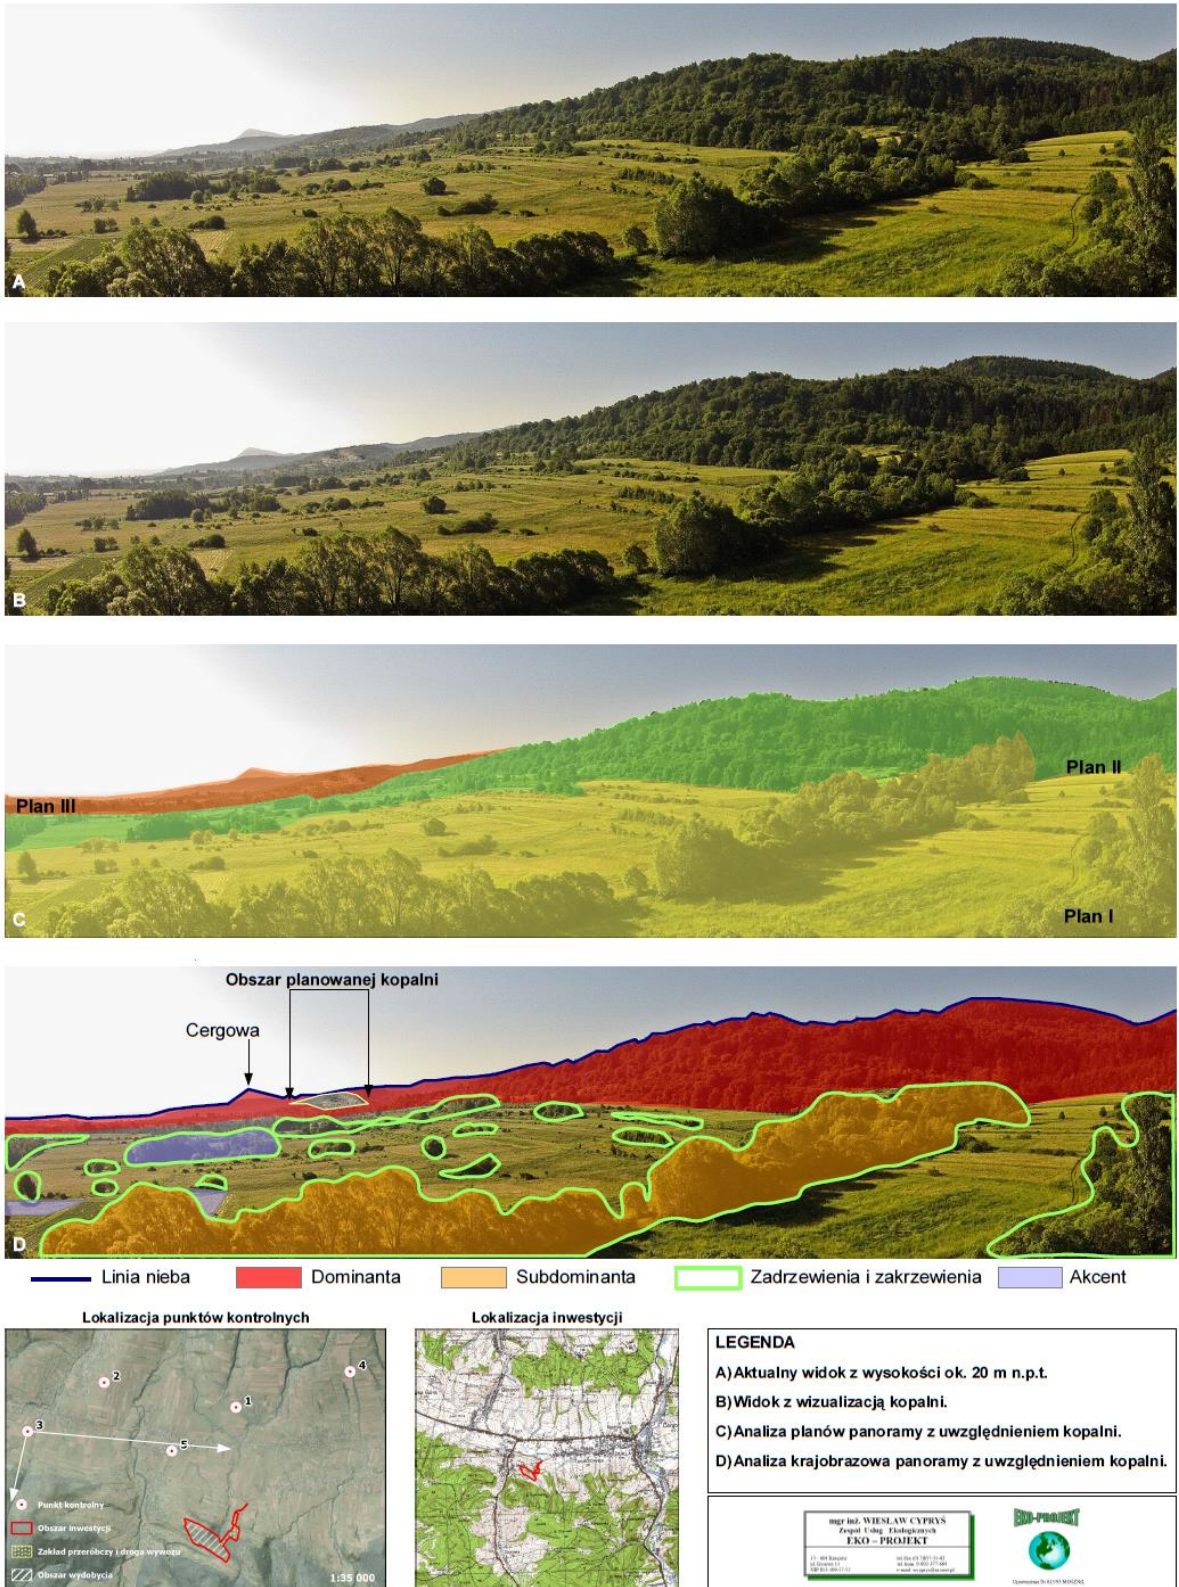 A
B
Plan III
Plan II
C
Plan I
Obszar planowanej kopalni
Cergowa
D
Linia nieba
Dominanta
Subdominanta
Zadrzewienia i zakrzewienia
Akcent
Lokalizacja punktów kontrolnych
2
4
1
3
5
Punkt kontrolny
Obszar inwestycji
Zakład przeróbczy i droga wywozu
Obszar wydobycia
1:35 000
Lokalizacja inwestycji
LEGENDA
A) Aktualny widok z wysokości ok. 20 m n.p.t.
B) Widok z wizualizacją kopalni.
C) Analiza planów panoramy z uwzględnieniem kopalni.
D) Analiza krajobrazowa panoramy z uwzględnieniem kopalni.
mgr inż. WIESŁAW CYPRYŚ
Zespół Usług Ekologicznych
EKO – PROJEKT
EKO-PROJEKT